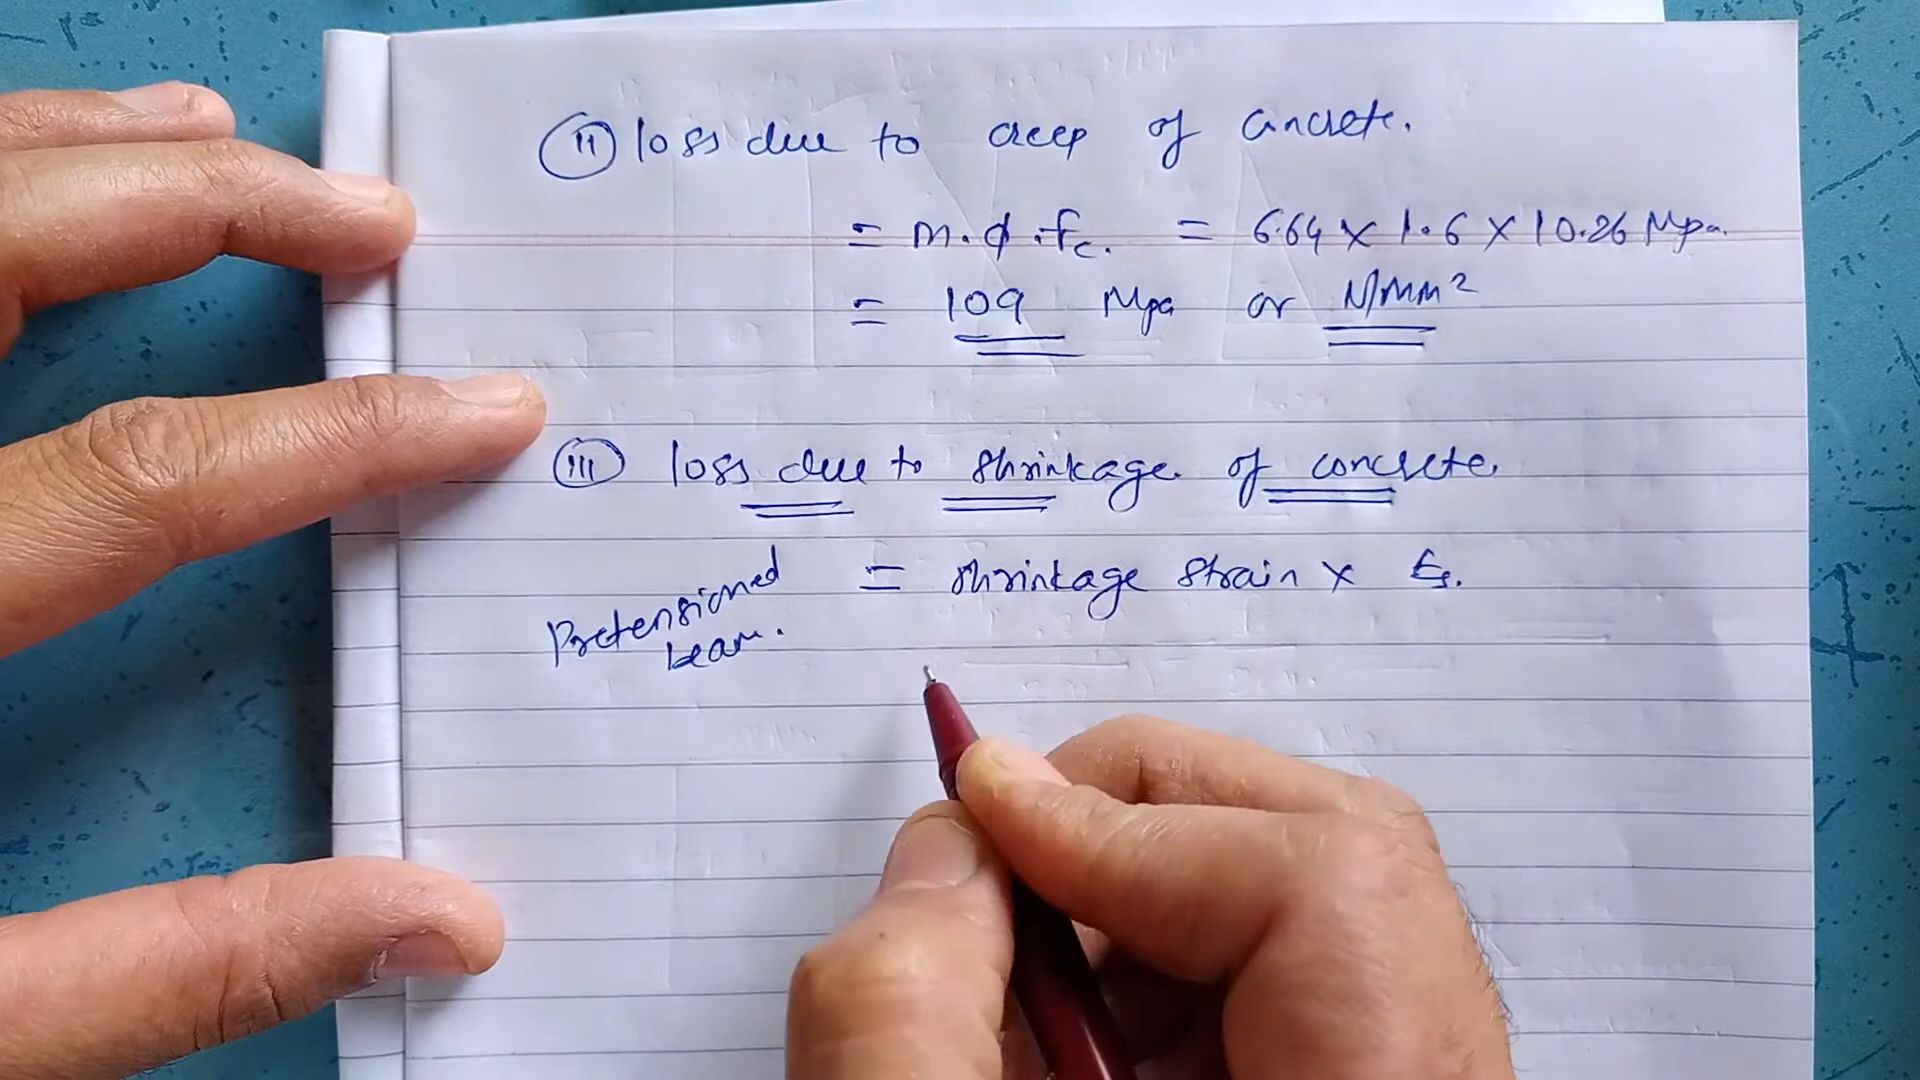 (ii) loss due to creep of concrete.
= m.φ.fc. = 6.64 x 1.6 x 10.26 Mpa.
= 109 Mpa or N/mm²
(iii) loss due to shrinkage of concrete.
Pretensioned beam. = shrinkage strain x Es.